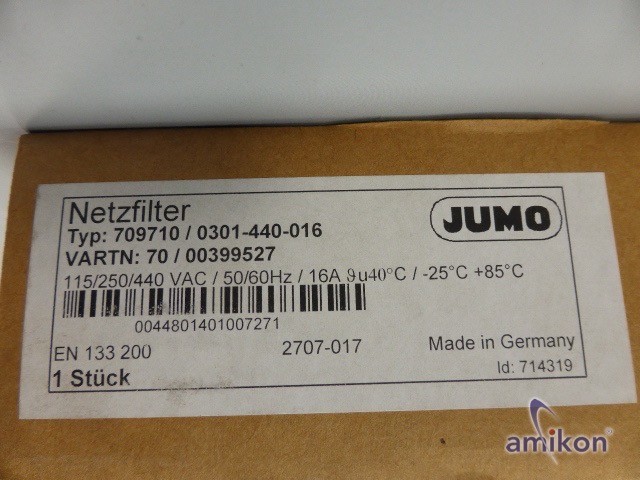 Netzfilter
JUMO
Typ: 709710 / 0301-440-016
VARTN: 70 / 00399527
115/250/440 VAC / 50/60Hz / 16A ϑu40°C / -25°C +85°C
0044801401007271
EN 133 200 2707-017 Made in Germany
1 Stück Id: 714319
amikon®